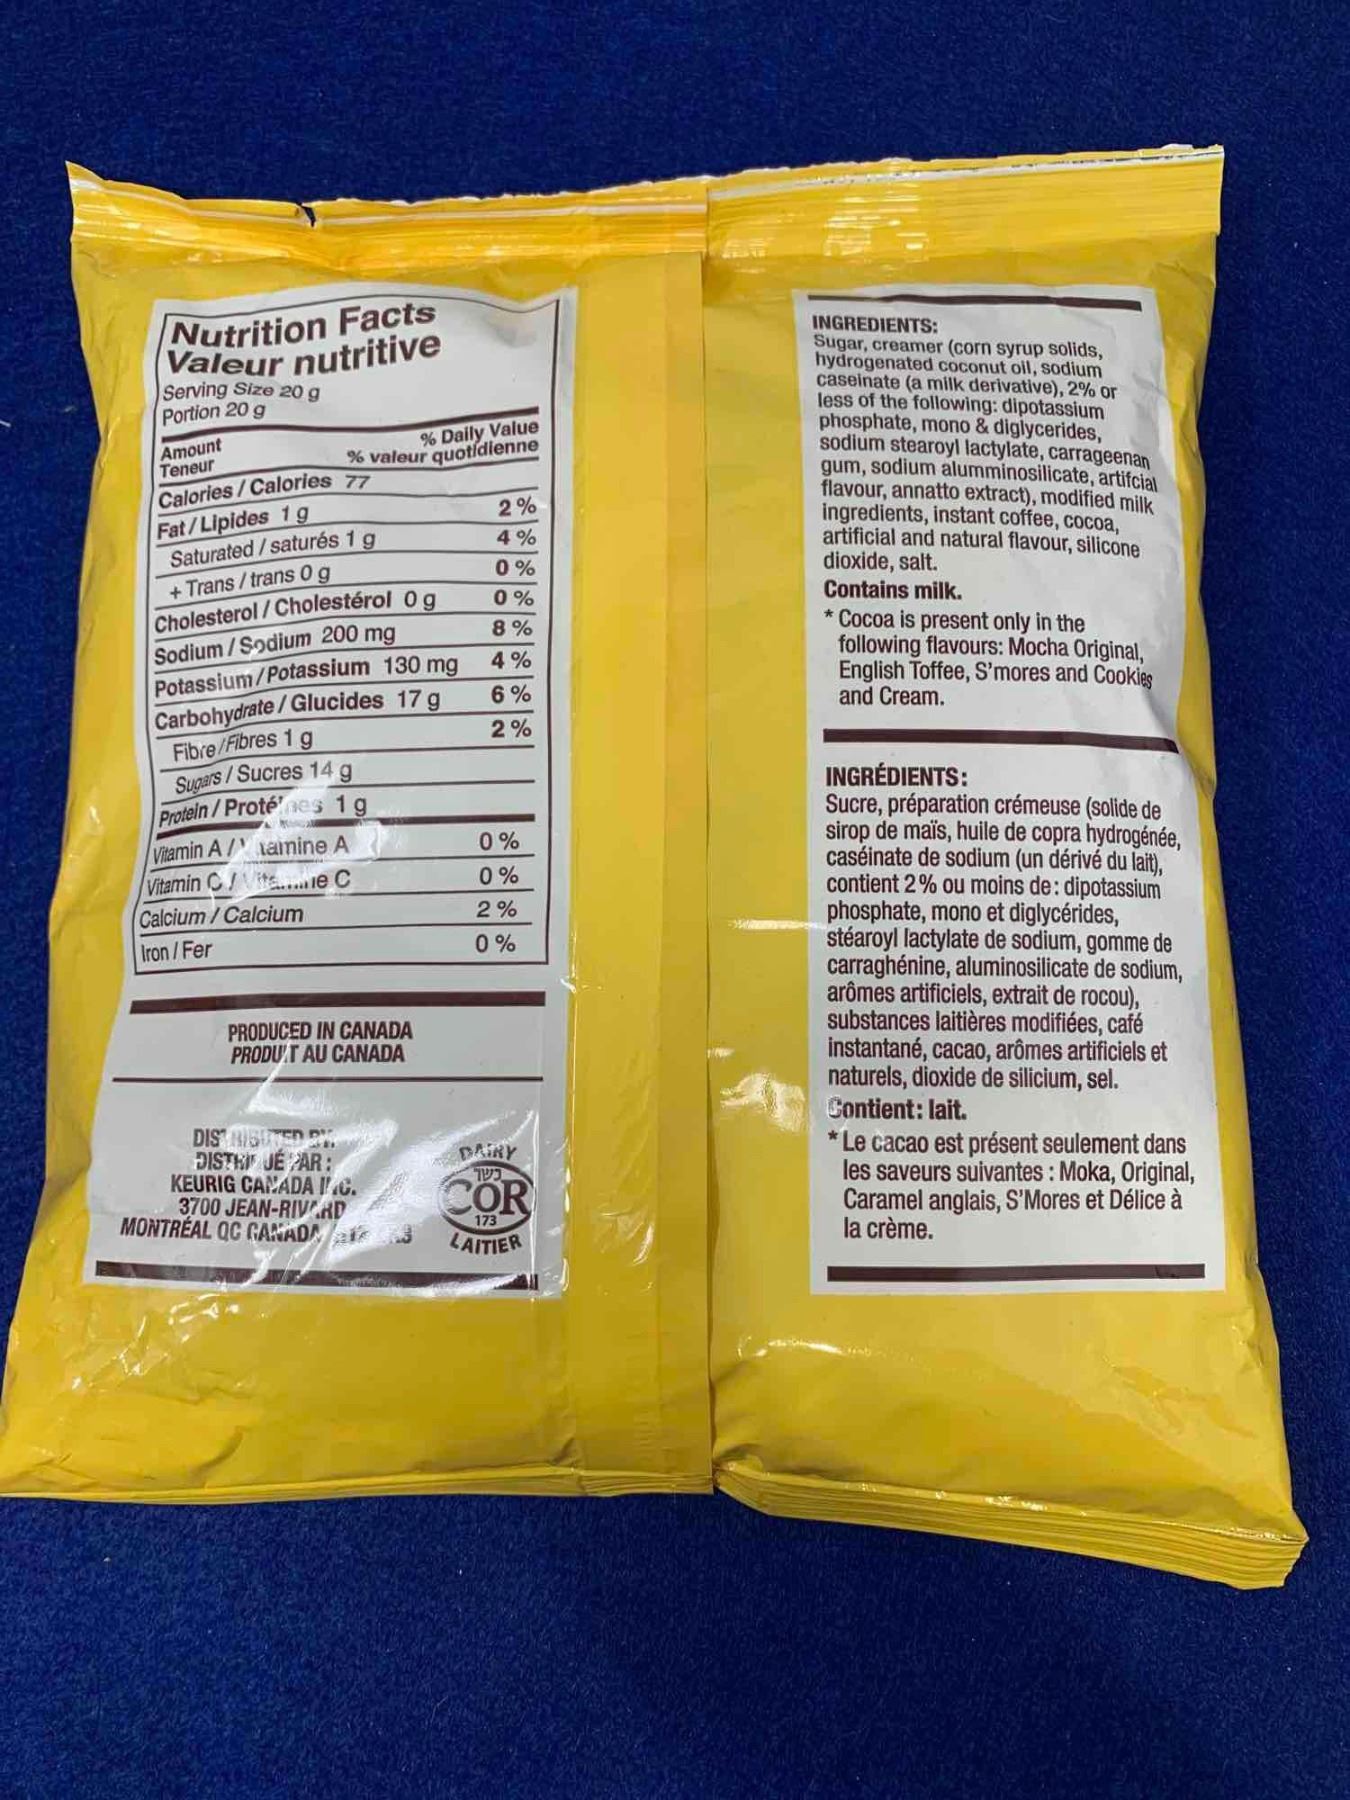 Nutrition Facts
Valeur nutritive
Serving Size 20 g
Portion 20 g
Amount % Daily Value
Teneur % valeur quotidienne
Calories / Calories 77
Fat / Lipides 1 g 2 %
Saturated / saturés 1 g 4 %
+ Trans / trans 0 g 0 %
Cholesterol / Cholestérol 0 g 0 %
Sodium / Sodium 200 mg 8 %
Potassium / Potassium 130 mg 4 %
Carbohydrate / Glucides 17 g 6 %
Fibre / Fibres 1 g 2 %
Sugars / Sucres 14 g
Protein / Protéines 1 g
Vitamin A / Vitamine A 0 %
Vitamin C / Vitamine C 0 %
Calcium / Calcium 2 %
Iron / Fer 0 %
PRODUCED IN CANADA
PRODUIT AU CANADA
DISTRIBUTED BY:
DISTRIBUÉ PAR :
KEURIG CANADA INC.
3700 JEAN-RIVARD
MONTRÉAL QC CANADA
DAIRY
כשר
COR
173
LAITIER
INGREDIENTS:
Sugar, creamer (corn syrup solids,
hydrogenated coconut oil, sodium
caseinate (a milk derivative), 2% or
less of the following: dipotassium
phosphate, mono & diglycerides,
sodium stearoyl lactylate, carrageenan
gum, sodium alumminosilicate, artifcial
flavour, annatto extract), modified milk
ingredients, instant coffee, cocoa,
artificial and natural flavour, silicone
dioxide, salt.
Contains milk.
* Cocoa is present only in the
following flavours: Mocha Original,
English Toffee, S'mores and Cookies
and Cream.
INGRÉDIENTS:
Sucre, préparation crémeuse (solide de
sirop de maïs, huile de copra hydrogénée,
caséinate de sodium (un dérivé du lait),
contient 2% ou moins de: dipotassium
phosphate, mono et diglycérides,
stéaroyl lactylate de sodium, gomme de
carraghénine, aluminosilicate de sodium,
arômes artificiels, extrait de rocou),
substances laitières modifiées, café
instantané, cacao, arômes artificiels et
naturels, dioxide de silicium, sel.
Contient: lait.
* Le cacao est présent seulement dans
les saveurs suivantes : Moka, Original,
Caramel anglais, S'Mores et Délice à
la crème.